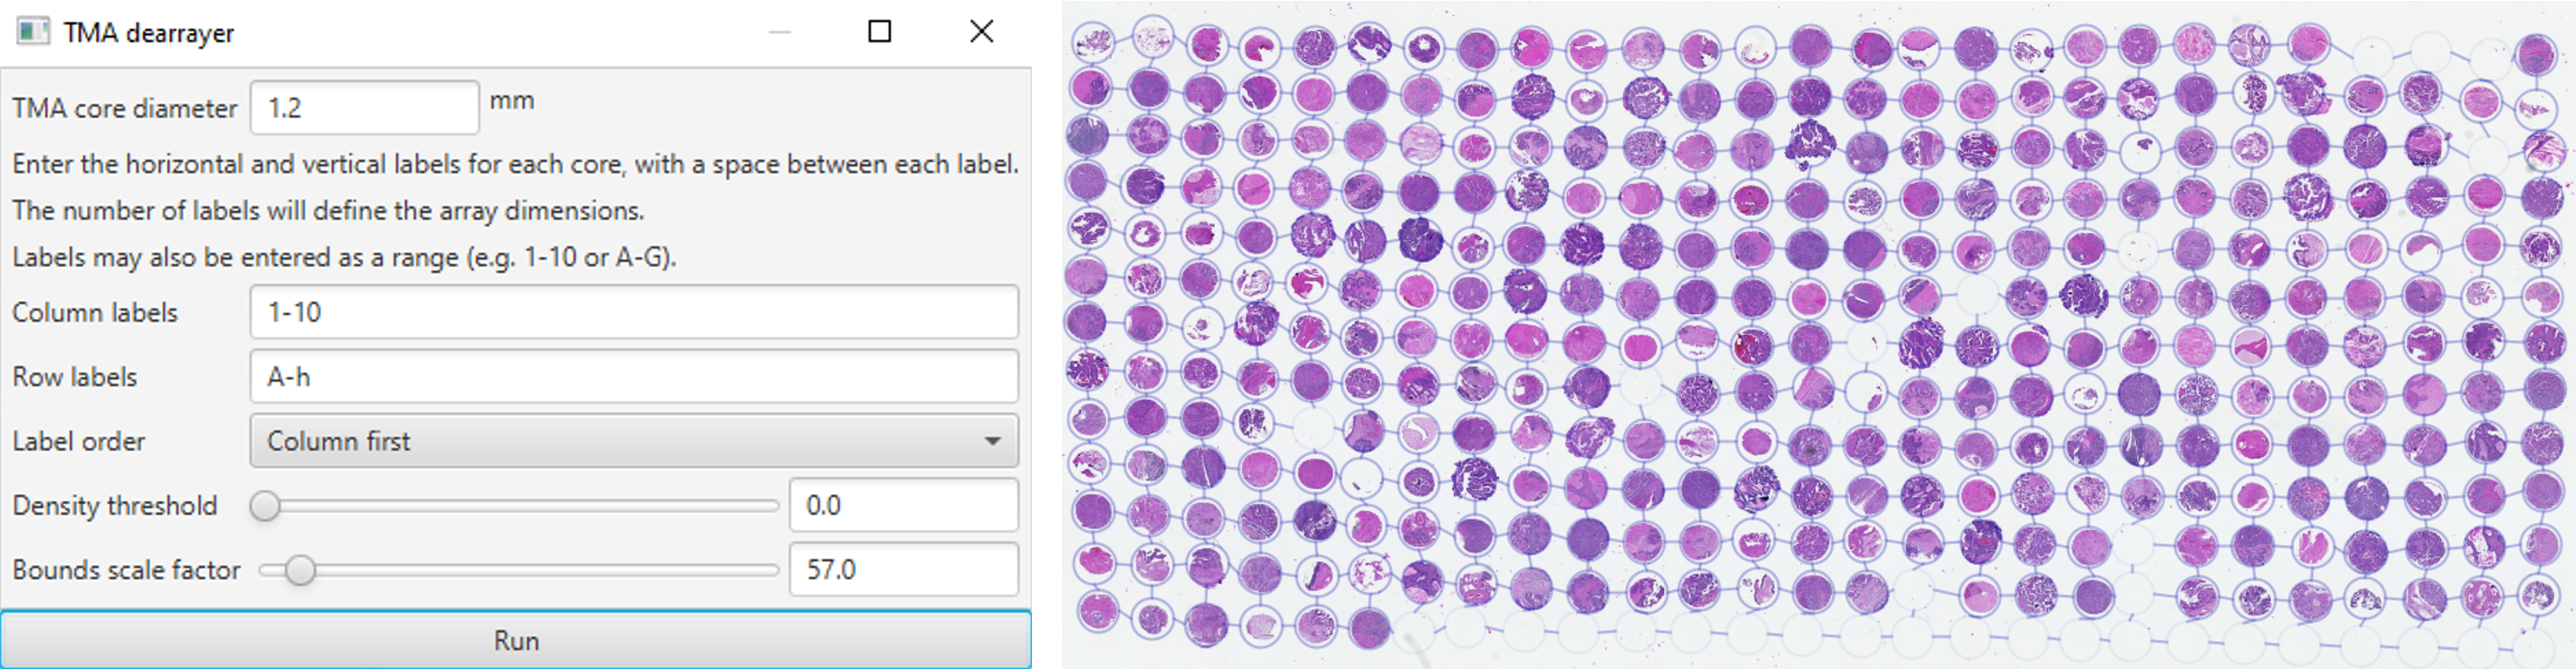 TMA dearrayer
TMA core diameter 1.2 mm
Enter the horizontal and vertical labels for each core, with a space between each label.
The number of labels will define the array dimensions.
Labels may also be entered as a range (e.g. 1-10 or A-G).
Column labels 1-10
Row labels A-h
Label order Column first
Density threshold 0.0
Bounds scale factor 57.0
Run